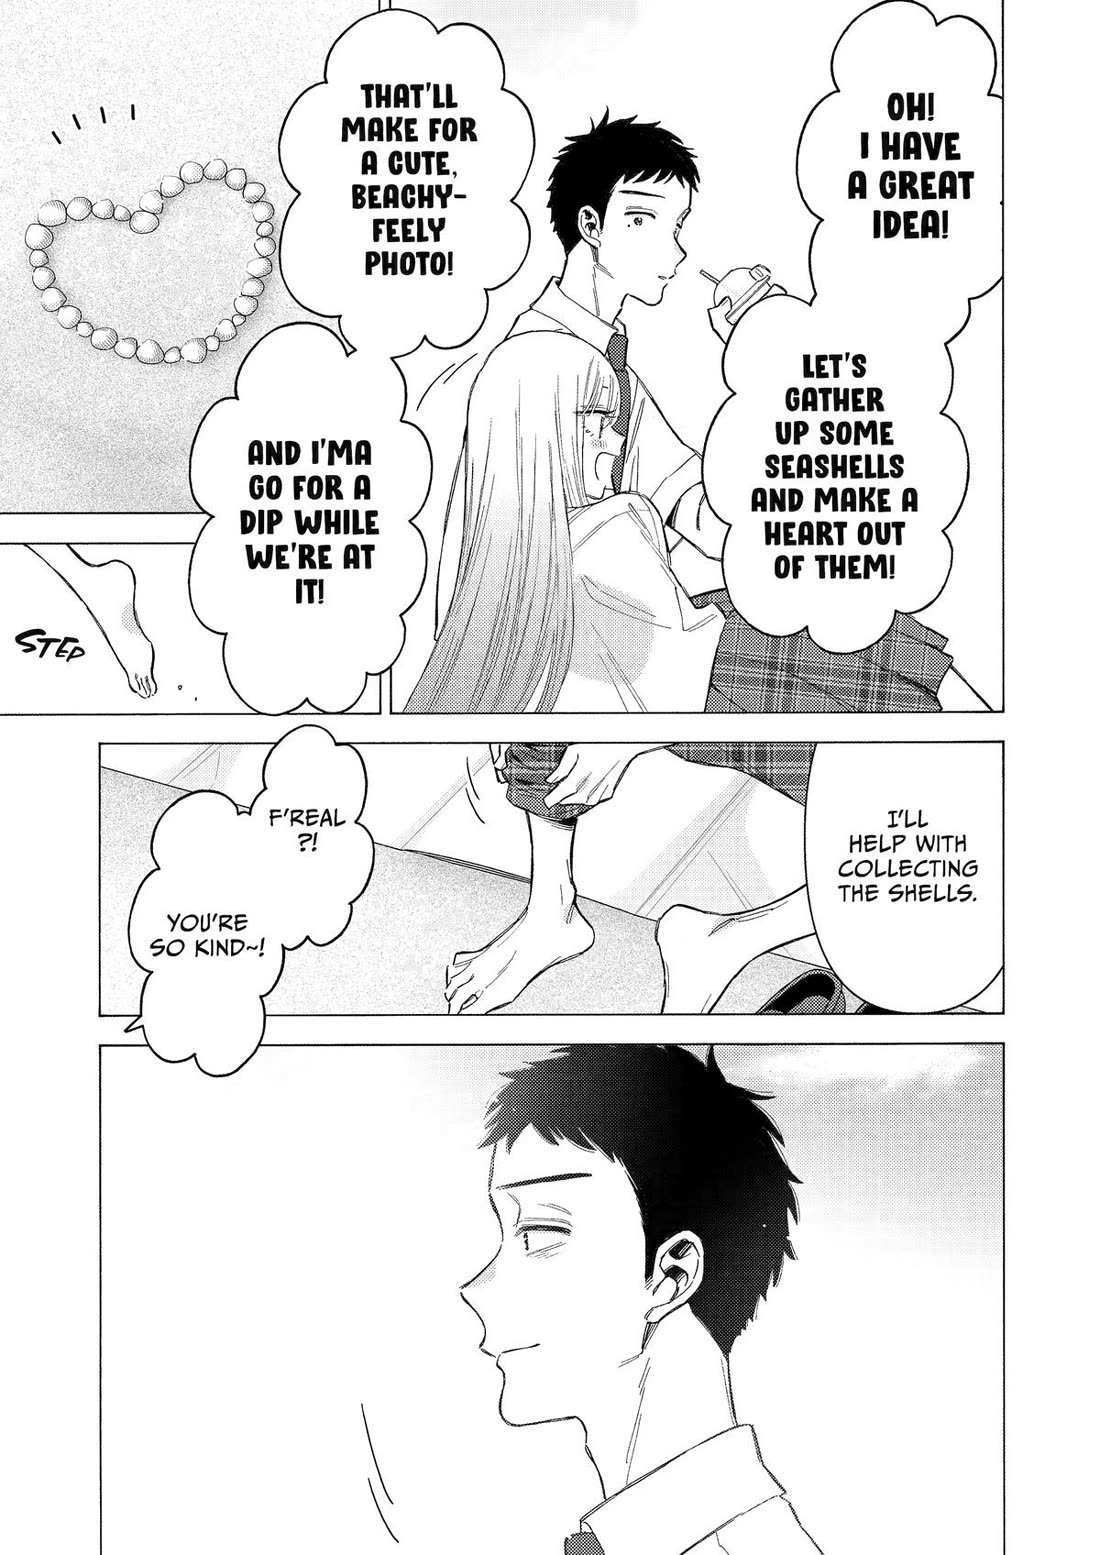 OH!
I HAVE
A GREAT
IDEA!
LET'S
GATHER
UP SOME
SEASHELLS
AND MAKE A
HEART OUT
OF THEM!
THAT'LL
MAKE FOR
A CUTE,
BEACHY-
FEELY
PHOTO!
AND I'MA
GO FOR A
DIP WHILE
WE'RE AT
IT!
STEP
I'LL
HELP WITH
COLLECTING
THE SHELLS.
F'REAL
?!
YOU'RE
SO KIND~!